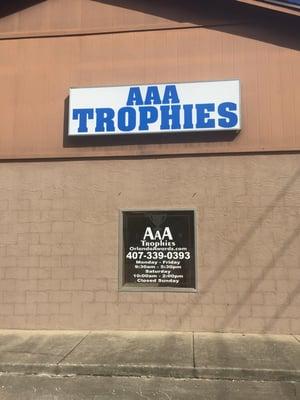 AAA
TROPHIES
AAA
TROPHIES
OrlandoAwards.com
407-339-0393
Monday - Friday
9:30am - 5:30pm
Saturday
10:00am - 2:00pm
Closed Sunday